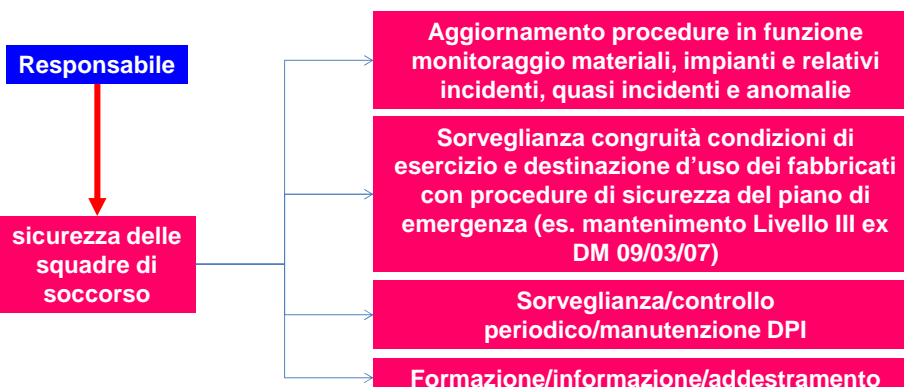 Responsabile
sicurezza delle
squadre di
soccorso
Aggiornamento procedure in funzione
monitoraggio materiali, impianti e relativi
incidenti, quasi incidenti e anomalie
Sorveglianza congruità condizioni di
esercizio e destinazione d’uso dei fabbricati
con procedure di sicurezza del piano di
emergenza (es. mantenimento Livello III ex
DM 09/03/07)
Sorveglianza/controllo
periodico/manutenzione DPI
Formazione/informazione/addestramento